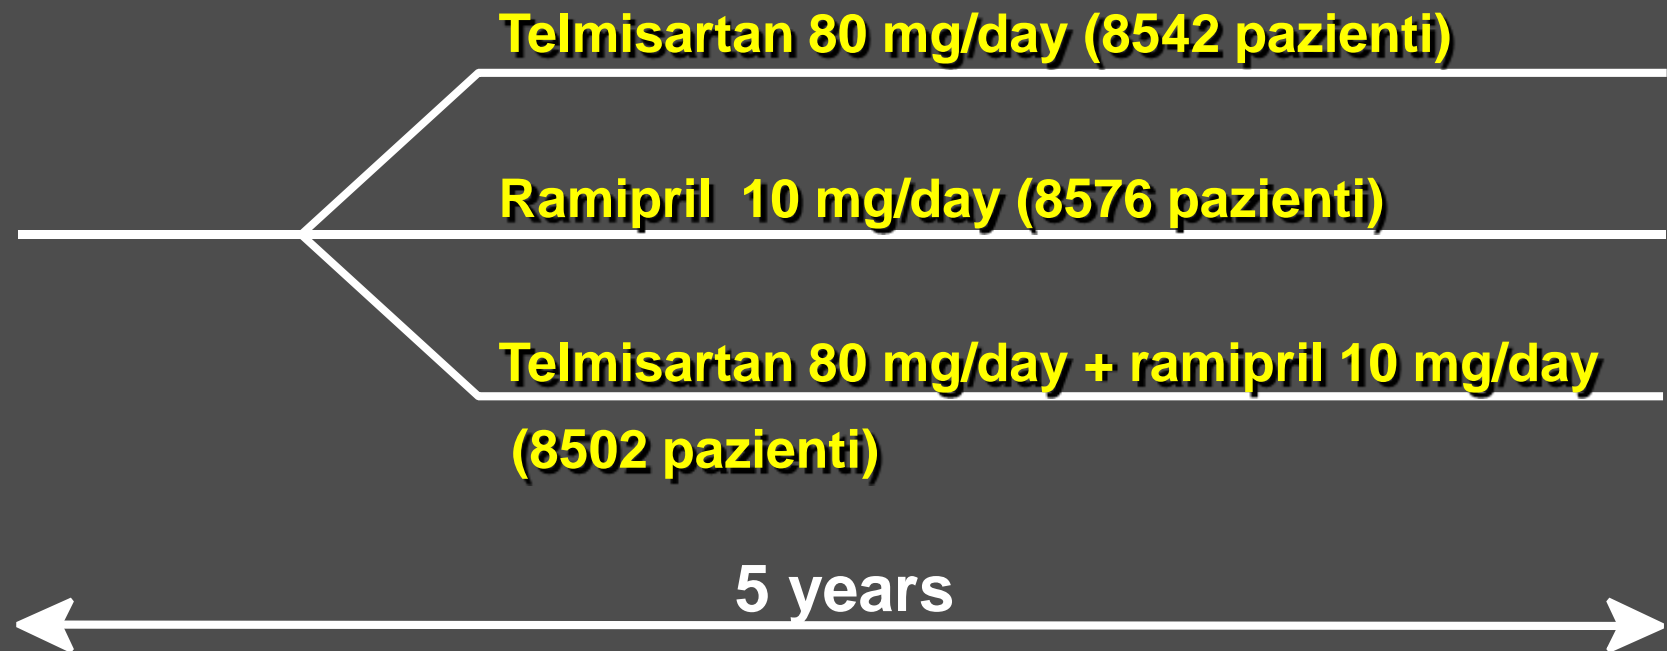 Telmisartan 80 mg/day (8542 pazienti)
Ramipril  10 mg/day (8576 pazienti)
Telmisartan 80 mg/day + ramipril 10 mg/day
(8502 pazienti)
5 years